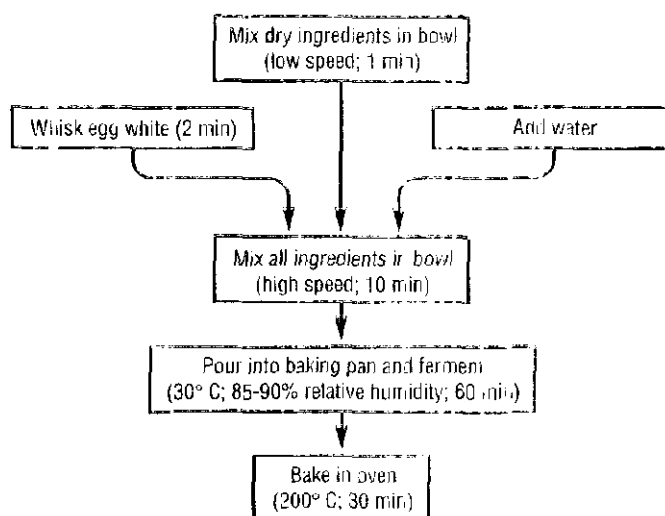 Mix dry ingredients in bowl
(low speed; 1 min)
Whisk egg white (2 min)
Add water
Mix all ingredients in bowl
(high speed; 10 min)
Pour into baking pan and ferment
(30° C; 85-90% relative humidity; 60 min)
Bake in oven
(200° C; 30 min)